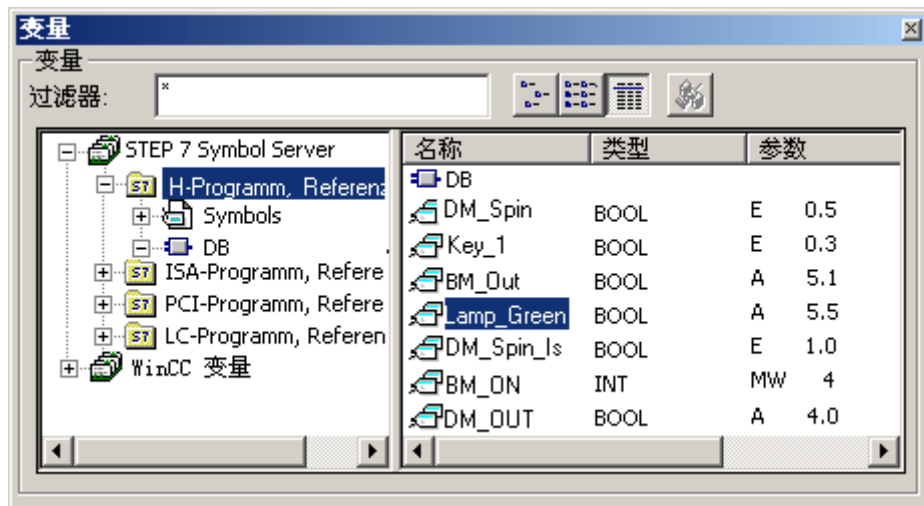 变量
变量
过滤器: *
STEP 7 Symbol Server
H-Programm, Referenz
Symbols
DB
ISA-Programm, Refere
PCI-Programm, Refere
LC-Programm, Referen
WinCC 变量
名称 类型 参数
DB
DM_Spin BOOL E 0.5
Key_1 BOOL E 0.3
BM_Out BOOL A 5.1
Lamp_Green BOOL A 5.5
DM_Spin_Is BOOL E 1.0
BM_ON INT MW 4
DM_OUT BOOL A 4.0